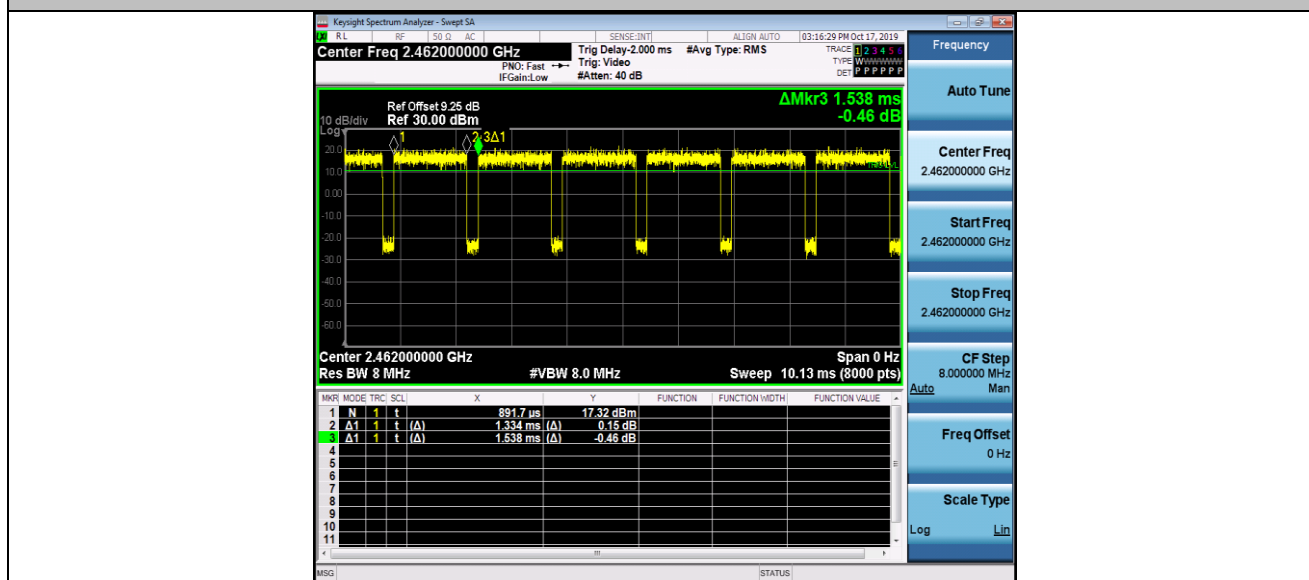 Keysight Spectrum Analyzer - Swept SA
RL RF 50 Ω AC SENSE:INT ALIGN AUTO 03:16:29 PM Oct 17, 2019
Center Freq 2.462000000 GHz
Trig Delay-2.000 ms #Avg Type: RMS
PNO: Fast Trig: Video
IFGain:Low #Atten: 40 dB
TRACE 1 2 3 4 5 6
TYPE WWWWWW
DET P P P P P P
Frequency
ΔMkr3 1.538 ms
-0.46 dB
Ref Offset 9.25 dB
10 dB/div Ref 30.00 dBm
Log
1 2 3Δ1
20.0
10.0
0.00
-10.0
-20.0
-30.0
-40.0
-50.0
-60.0
Center 2.462000000 GHz Span 0 Hz
Res BW 8 MHz #VBW 8.0 MHz Sweep 10.13 ms (8000 pts)
MKR MODE TRC SCL X Y FUNCTION FUNCTION WIDTH FUNCTION VALUE
1 N 1 t 891.7 µs 17.32 dBm
2 Δ1 1 t (Δ) 1.334 ms (Δ) 0.15 dB
3 Δ1 1 t (Δ) 1.538 ms (Δ) -0.46 dB
4
5
6
7
8
9
10
11
MSG STATUS
Auto Tune
Center Freq
2.462000000 GHz
Start Freq
2.462000000 GHz
Stop Freq
2.462000000 GHz
CF Step
8.000000 MHz
Auto Man
Freq Offset
0 Hz
Scale Type
Log Lin